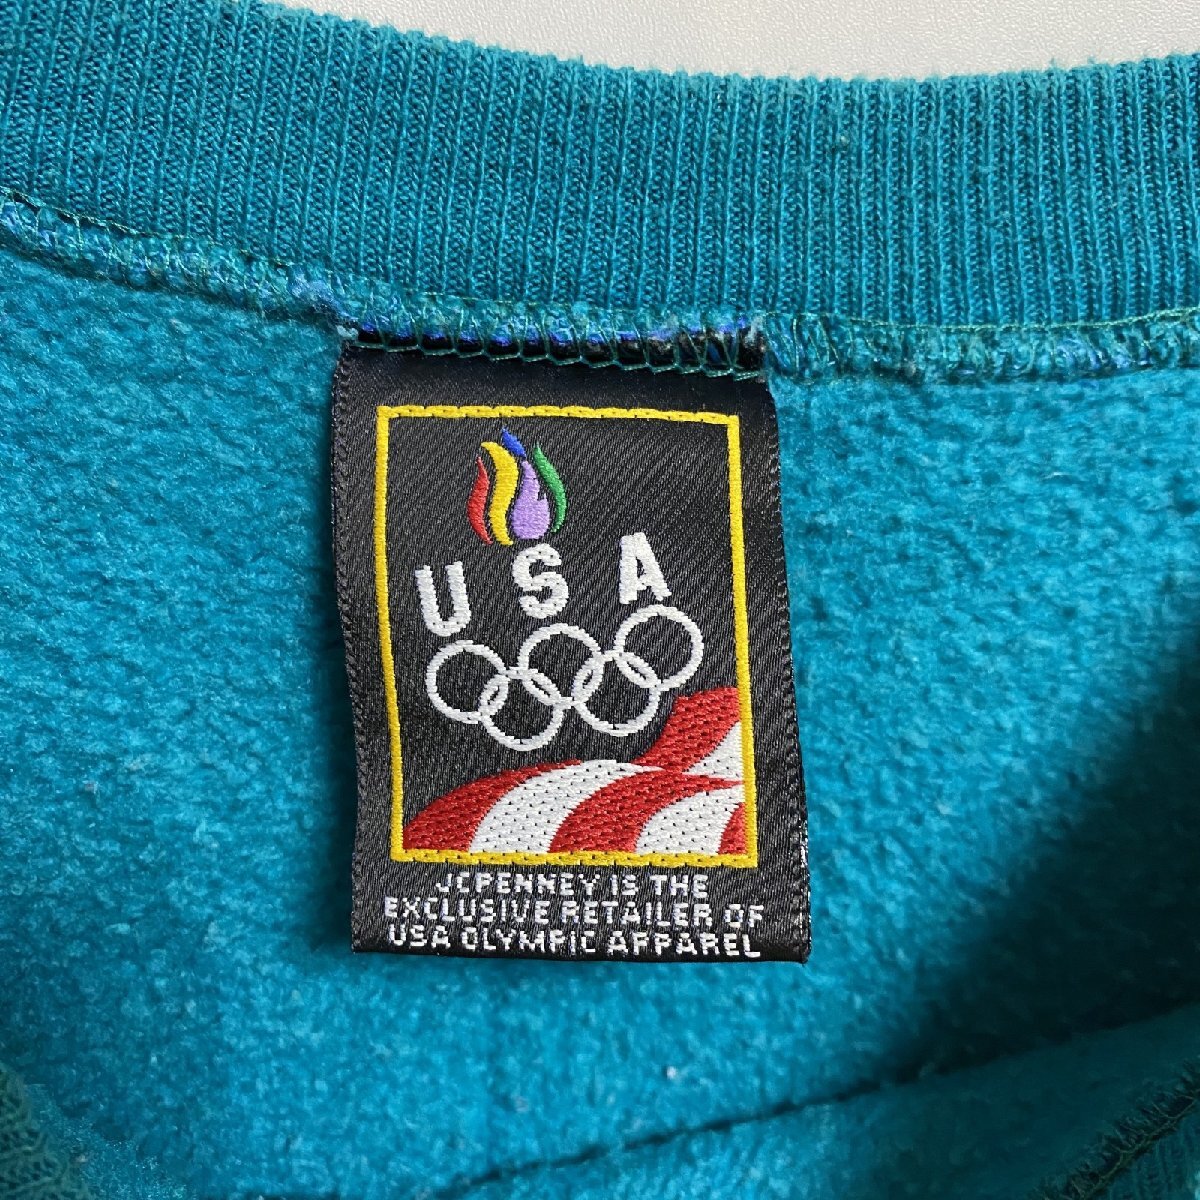 USA
JCPENNEY IS THE
EXCLUSIVE RETAILER OF
USA OLYMPIC APPAREL